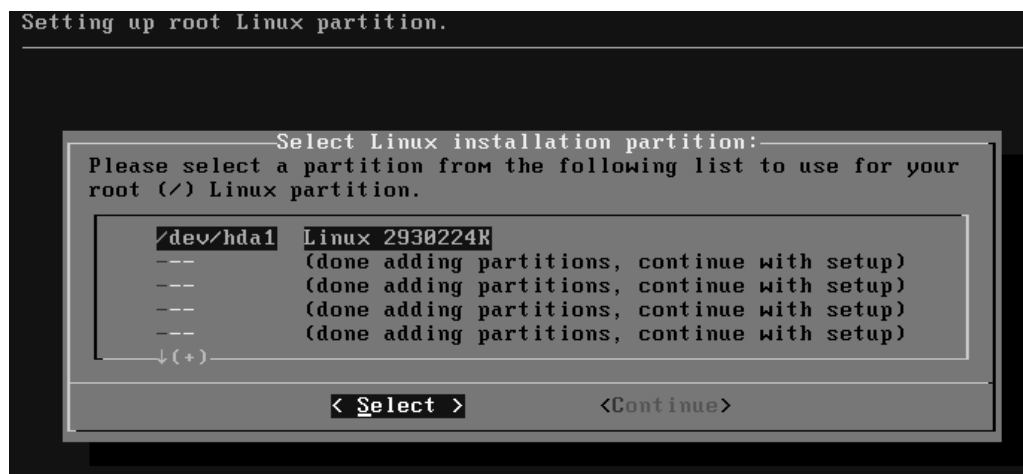 Setting up root Linux partition.
Select Linux installation partition:
Please select a partition from the following list to use for your
root (/) Linux partition.
/dev/hda1 Linux 2930224K
--- (done adding partitions, continue with setup)
--- (done adding partitions, continue with setup)
--- (done adding partitions, continue with setup)
--- (done adding partitions, continue with setup)
↓(+)
< Select > <Continue>